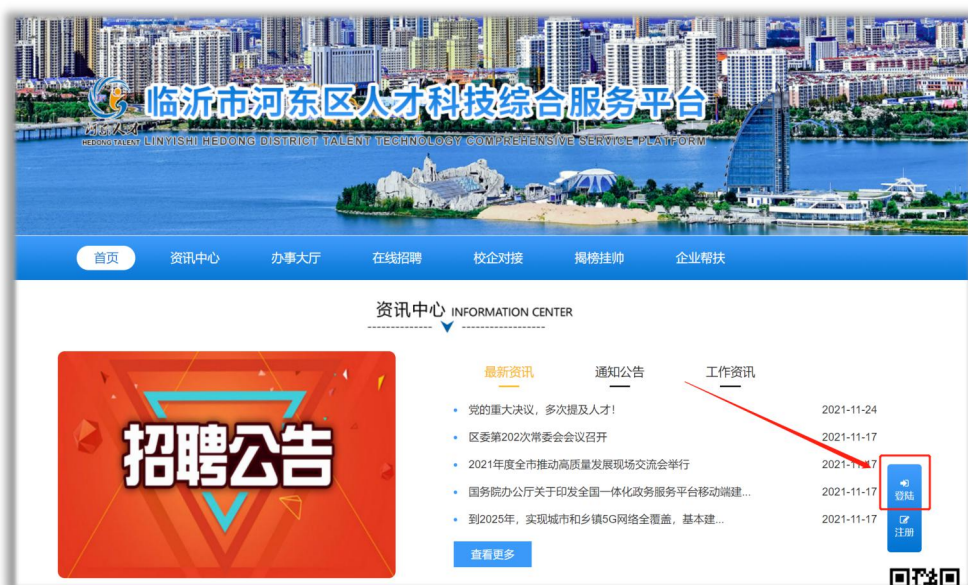 临沂市河东区人才科技综合服务平台
河东人才
HEDONG TALENT
LINYISHI HEDONG DISTRICT TALENT TECHNOLOGY COMPREHENSIVE SERVICE PLATFORM
首页 资讯中心 办事大厅 在线招聘 校企对接 揭榜挂帅 企业帮扶
资讯中心 INFORMATION CENTER
招聘公告
最新资讯 通知公告 工作资讯
党的重大决议，多次提及人才！ 2021-11-24
区委第202次常委会会议召开 2021-11-17
2021年度全市推动高质量发展现场交流会举行 2021-11-17
国务院办公厅关于印发全国一体化政务服务平台移动端建... 2021-11-17
到2025年，实现城市和乡镇5G网络全覆盖，基本建... 2021-11-17
查看更多
登陆
注册